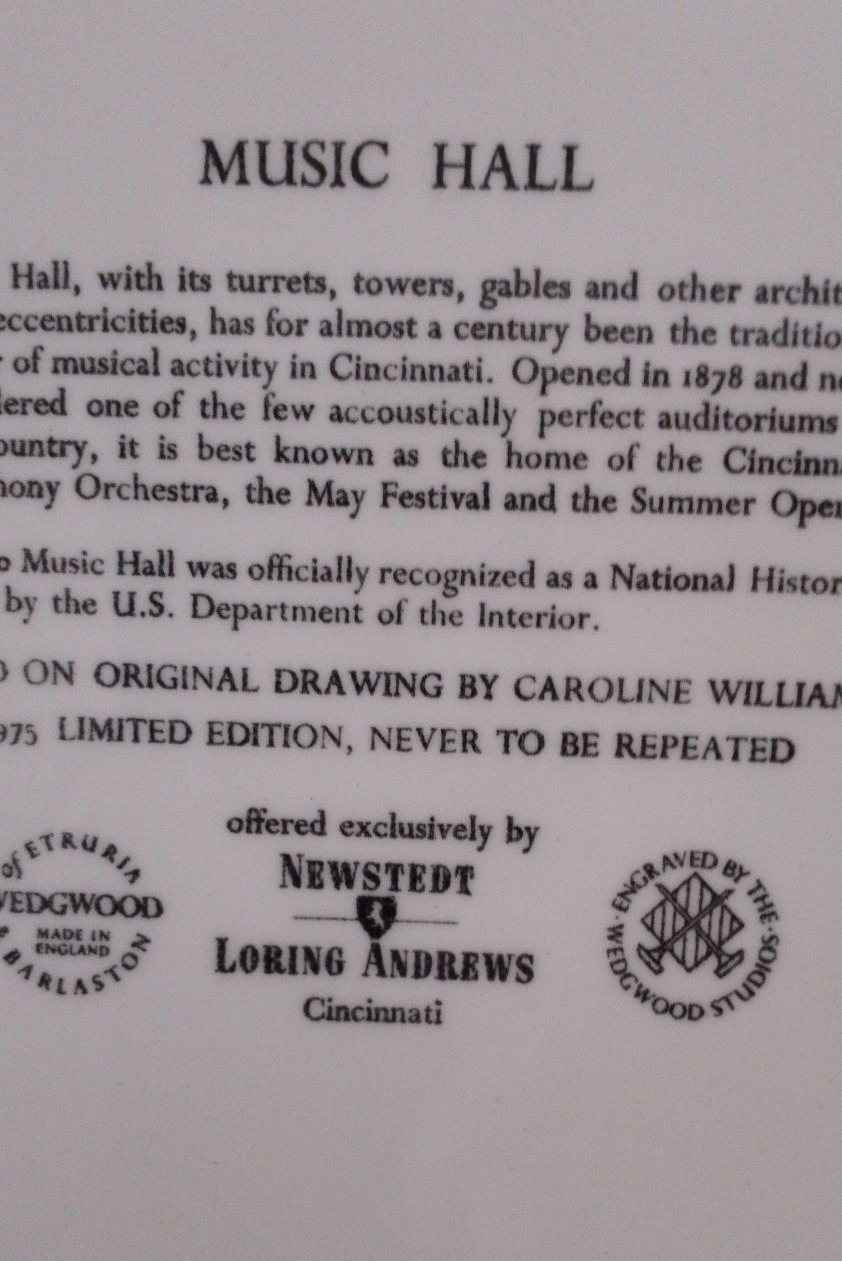 MUSIC HALL
Hall, with its turrets, towers, gables and other archit
eccentricities, has for almost a century been the traditio
r of musical activity in Cincinnati. Opened in 1878 and no
lered one of the few accoustically perfect auditoriums
ountry, it is best known as the home of the Cincinn
hony Orchestra, the May Festival and the Summer Oper
Music Hall was officially recognized as a National Histor
by the U.S. Department of the Interior.
ON ORIGINAL DRAWING BY CAROLINE WILLIAM
975 LIMITED EDITION, NEVER TO BE REPEATED
offered exclusively by
NEWSTEDT
LORING ANDREWS
Cincinnati
of ETRURIA
WEDGWOOD
MADE IN
ENGLAND
& BARLASTON
ENGRAVED BY THE
WEDGWOOD STUDIOS